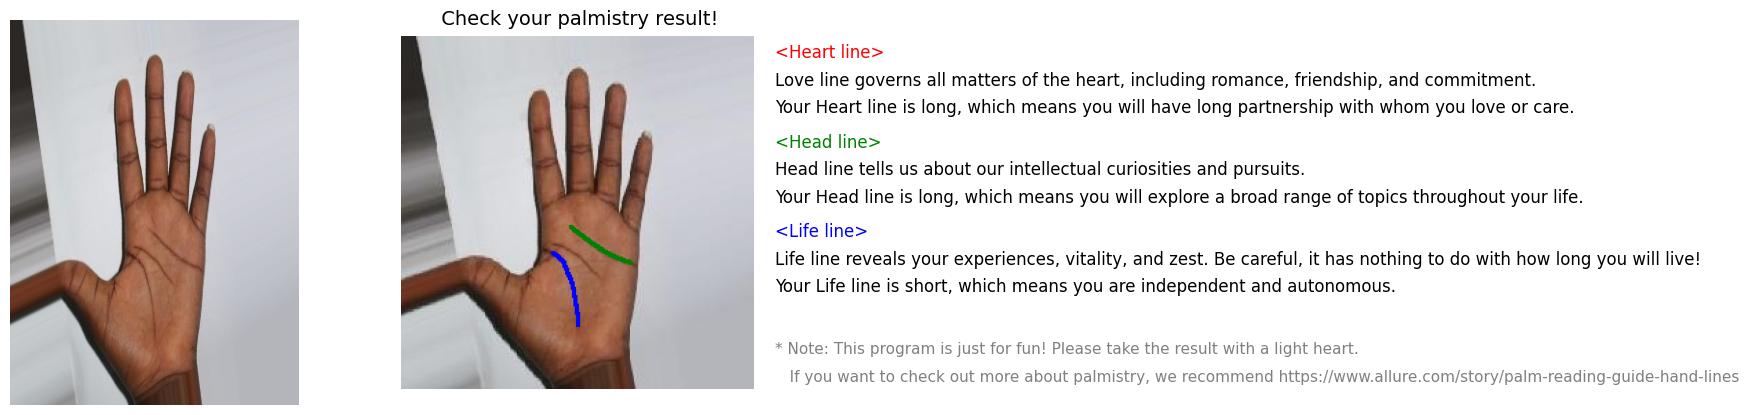 Check your palmistry result!
<Heart line>
Love line governs all matters of the heart, including romance, friendship, and commitment.
Your Heart line is long, which means you will have long partnership with whom you love or care.
<Head line>
Head line tells us about our intellectual curiosities and pursuits.
Your Head line is long, which means you will explore a broad range of topics throughout your life.
<Life line>
Life line reveals your experiences, vitality, and zest. Be careful, it has nothing to do with how long you will live!
Your Life line is short, which means you are independent and autonomous.
* Note: This program is just for fun! Please take the result with a light heart.
If you want to check out more about palmistry, we recommend https://www.allure.com/story/palm-reading-guide-hand-lines